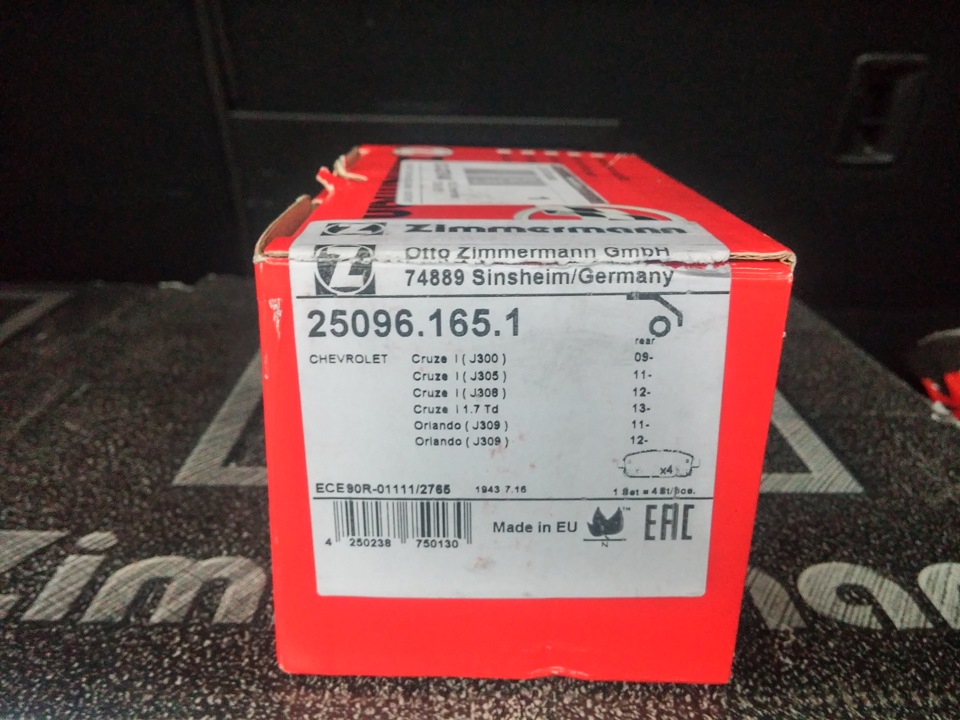 Zimmermann
Otto Zimmermann GmbH
74889 Sinsheim/Germany
25096.165.1
rear
CHEVROLET Cruze I ( J300 ) 09-
Cruze I ( J305 ) 11-
Cruze I ( J308 ) 12-
Cruze I 1.7 Td 13-
Orlando ( J309 ) 11-
Orlando ( J309 ) 12-
x4
ECE90R-01111/2765 1943 7.16 1 Set = 4 St/pce.
Made in EU EAC
N
4 250238 750130